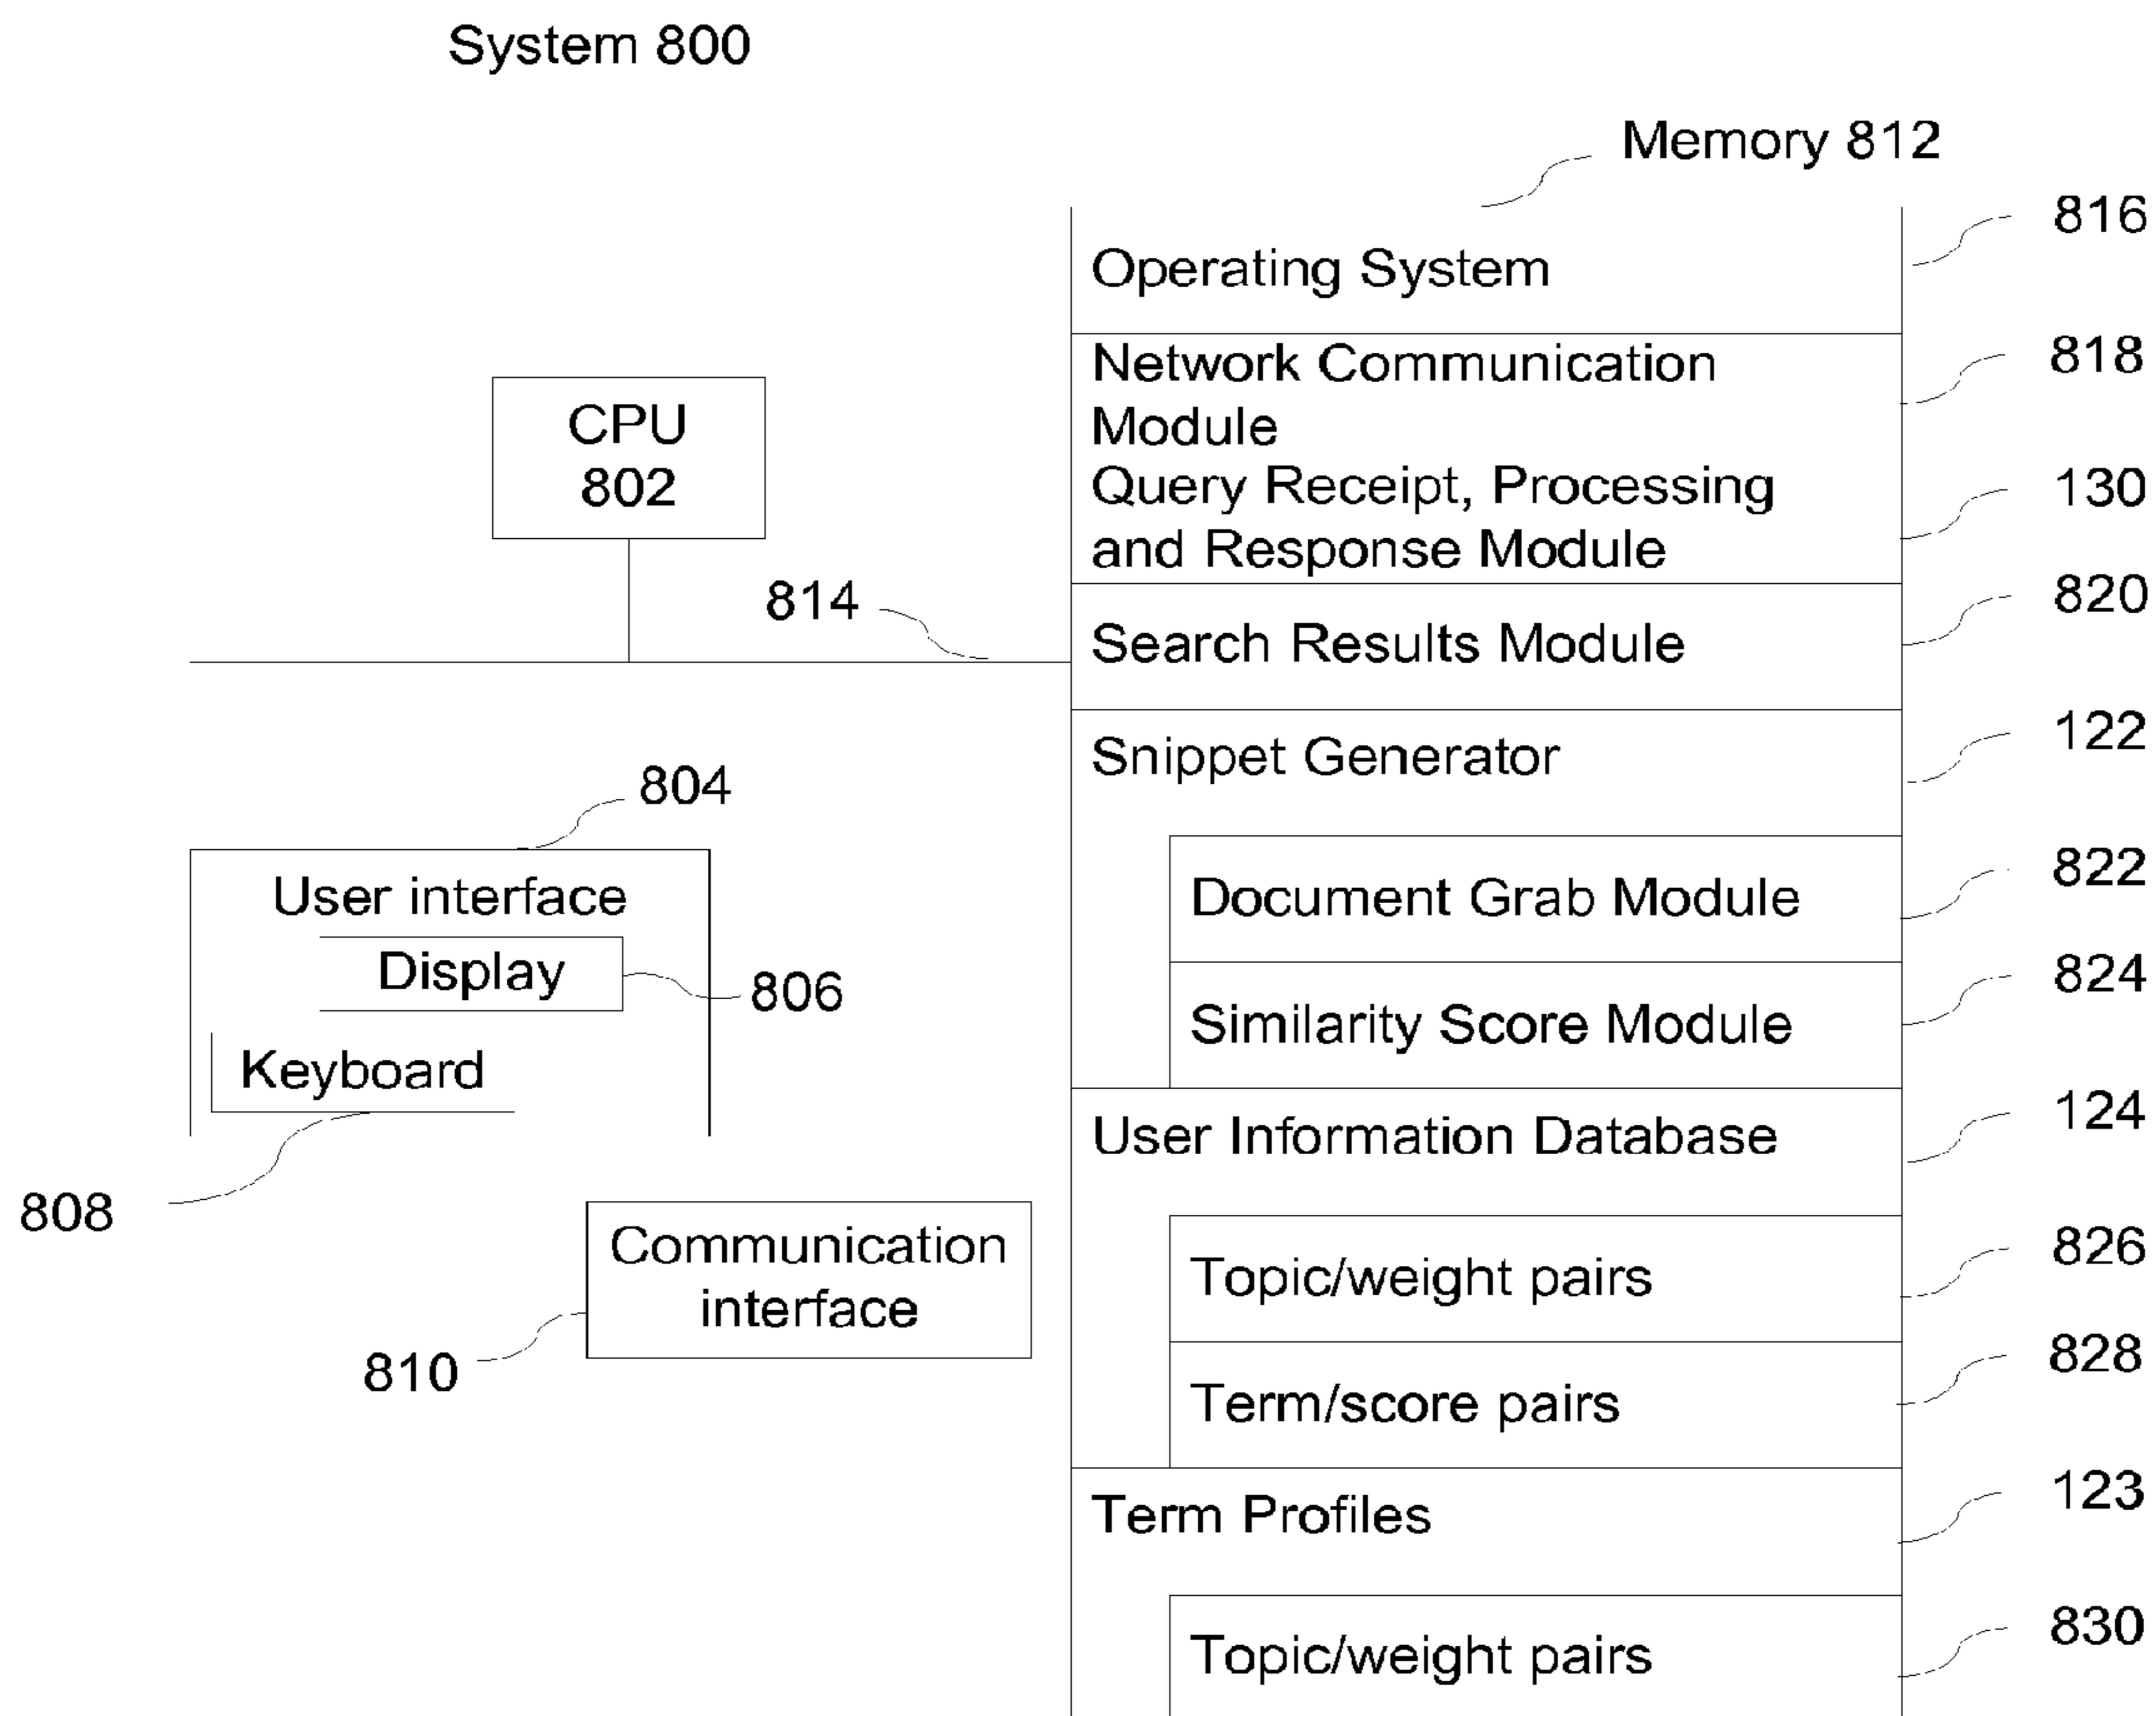 System 800
Memory 812
816
Operating System
Network Communication
818
Module
CPU
802
Query Receipt, Processing
130
and Response Module
814
820
Search Results Module
122
Snippet Generator
804
822
User interface
Document Grab Module
Display
806
824
Similarity Score Module
Keyboard
124
User Information Database
808
826
Communication
interface
Topic/weight pairs
810
828
Term/score pairs
123
Term Profiles
830
Topic/weight pairs